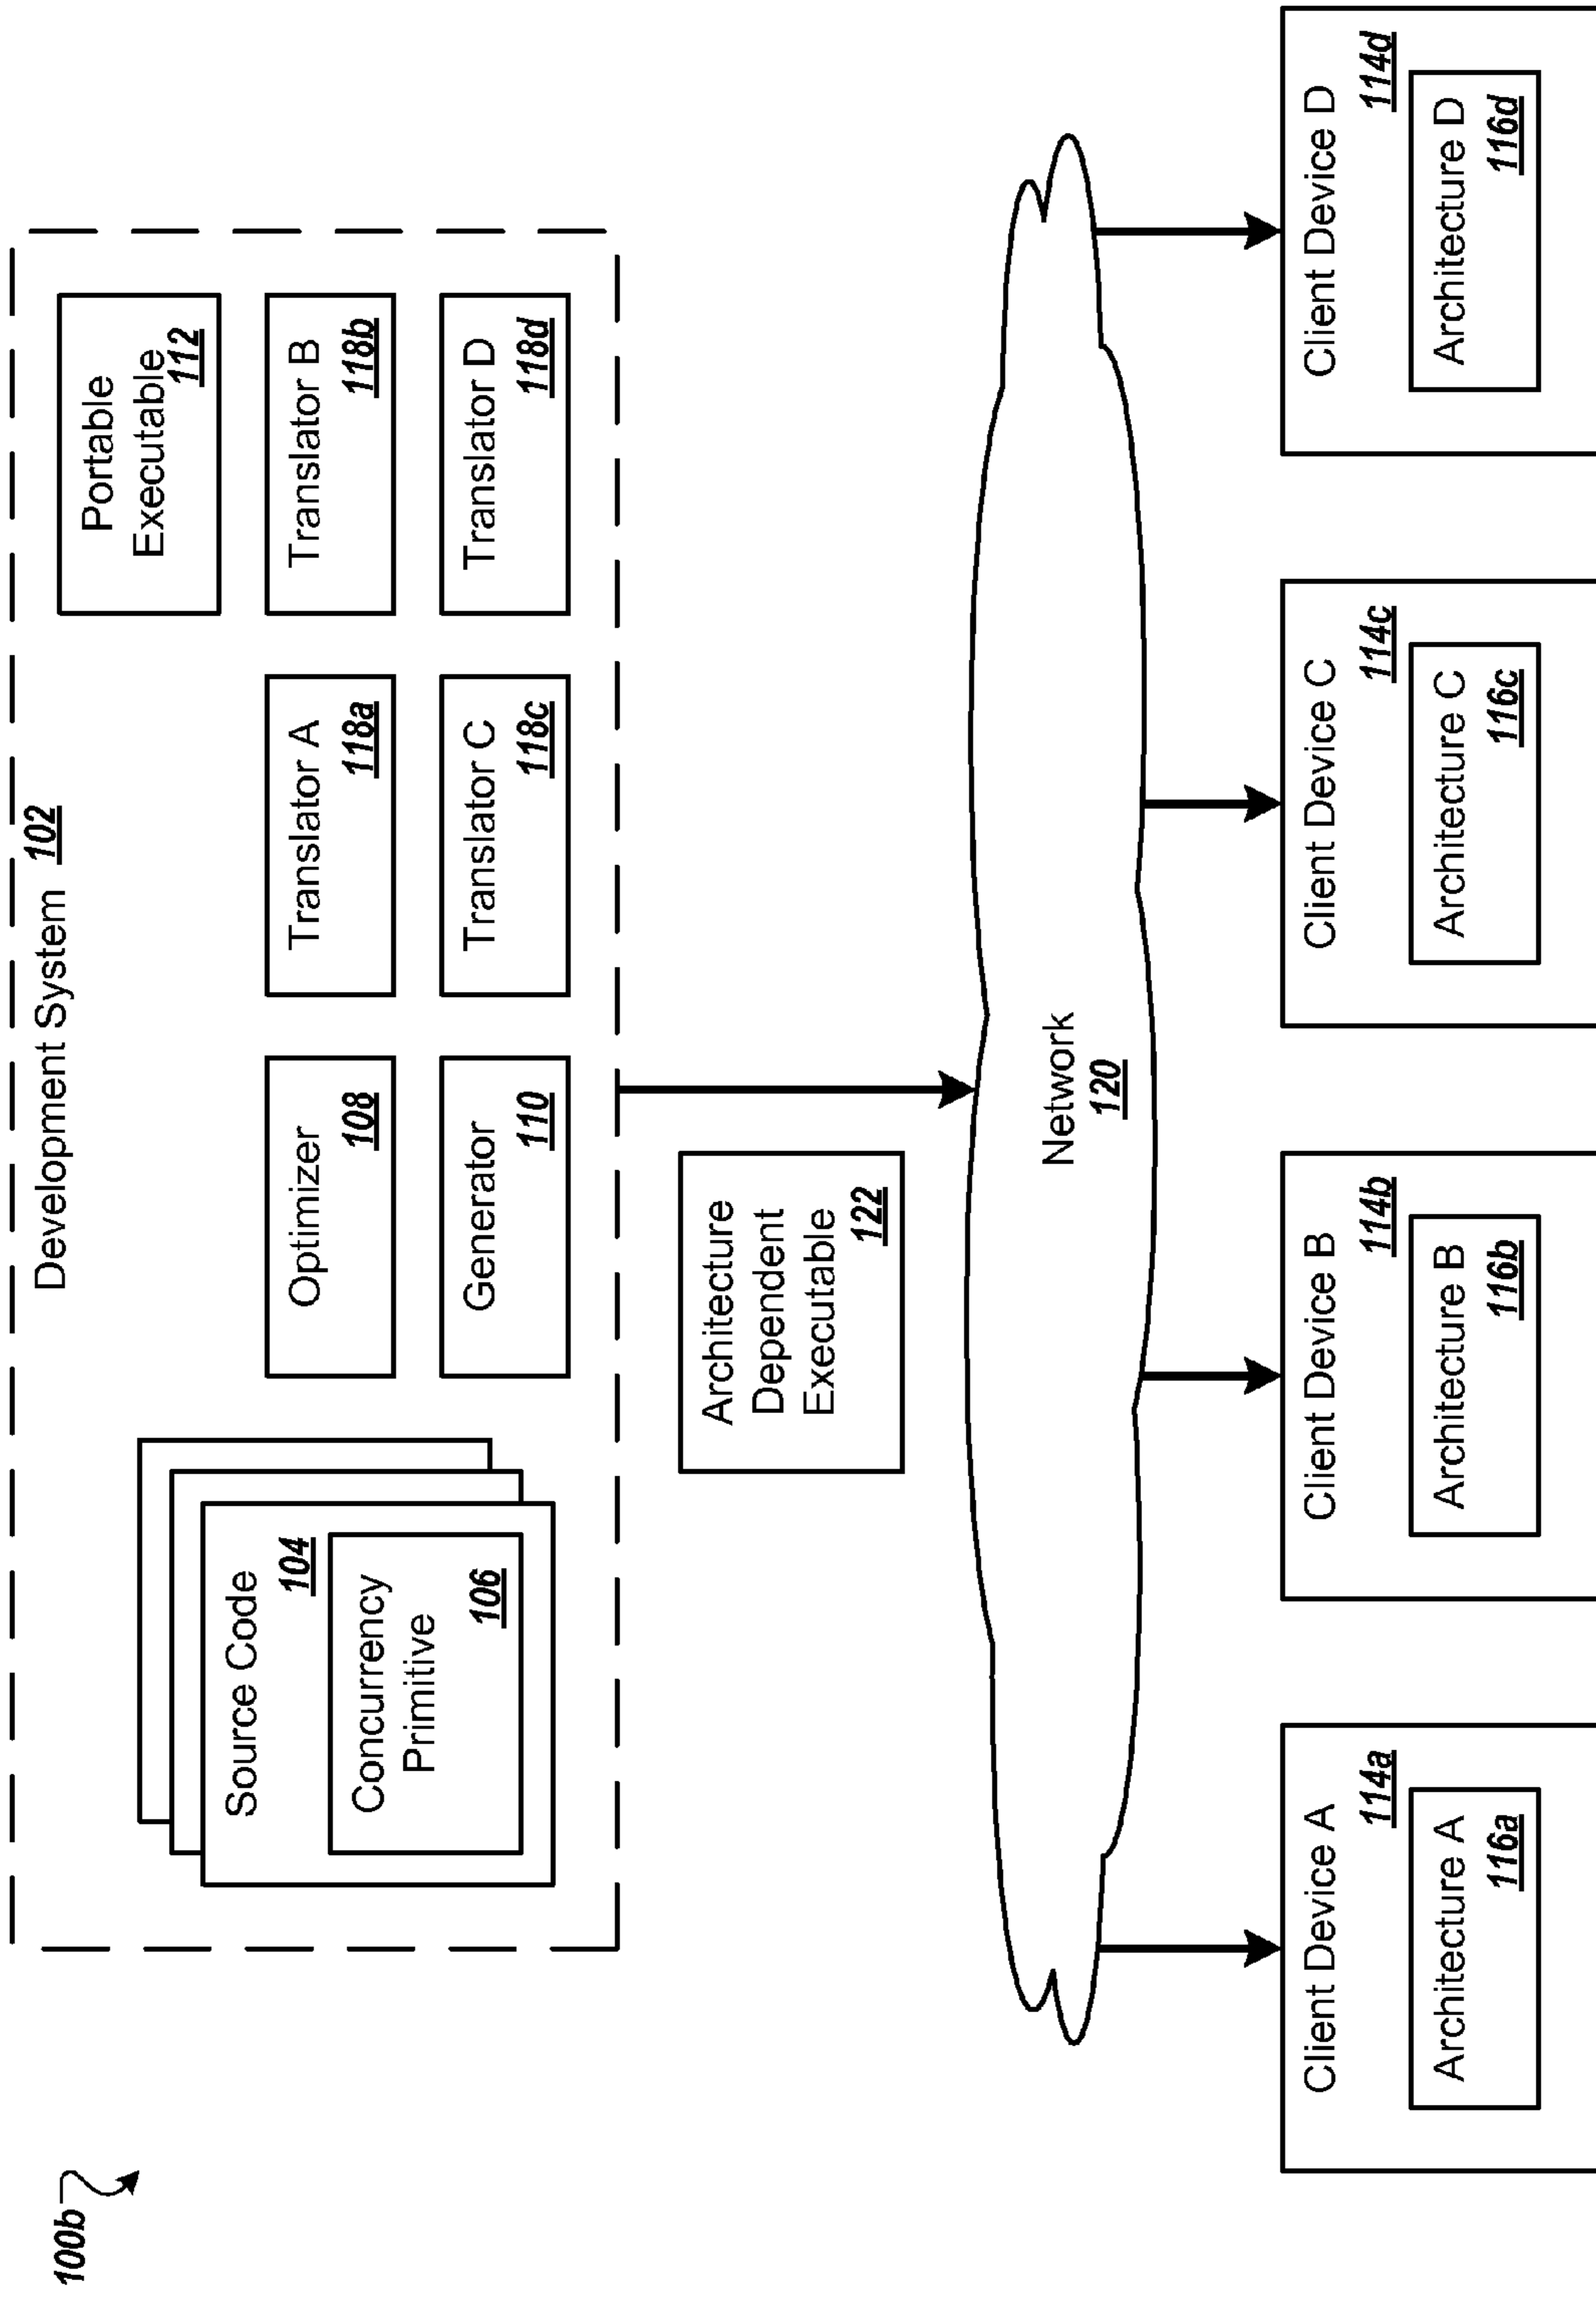 100b
Development System 102
Source Code
104
Concurrency
Primitive
106
Optimizer
108
Generator
110
Translator A
118a
Translator C
118c
Portable
Executable
112
Translator B
118b
Translator D
118d
Architecture
Dependent
Executable
122
Network
120
Client Device A
114a
Architecture A
116a
Client Device B
114b
Architecture B
116b
Client Device C
114c
Architecture C
116c
Client Device D
114d
Architecture D
116d